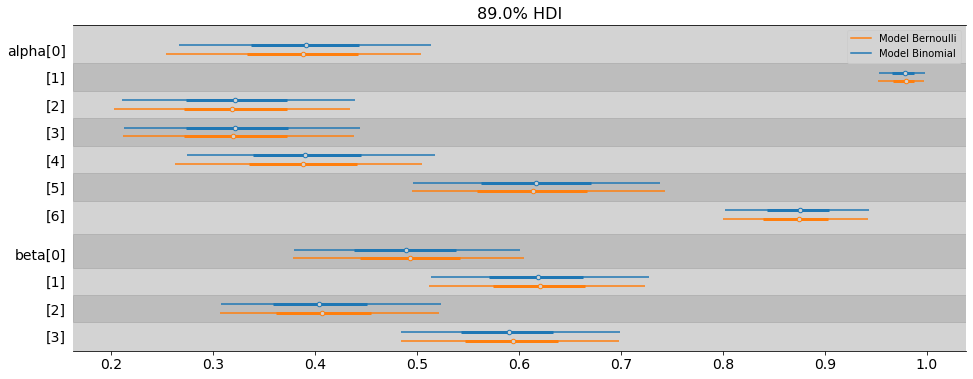 89.0% HDI
alpha[0]
[1]
[2]
[3]
[4]
[5]
[6]
beta[0]
[1]
[2]
[3]
Model Bernoulli
Model Binomial
0.2 0.3 0.4 0.5 0.6 0.7 0.8 0.9 1.0